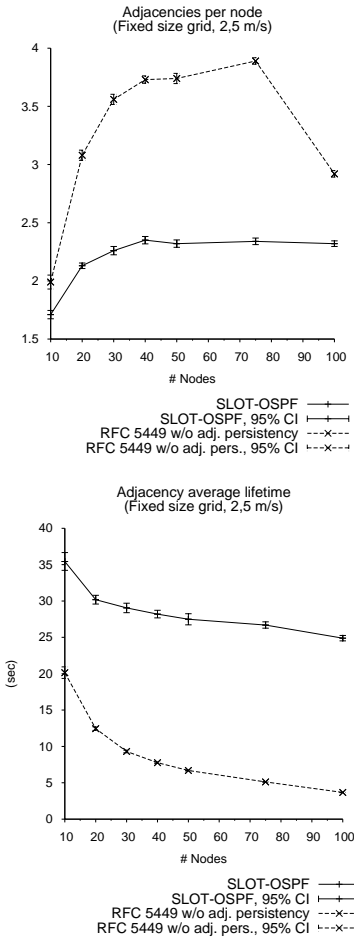 Adjacencies per node
(Fixed size grid, 2,5 m/s)
4
3.5
3
2.5
2
1.5
10 20 30 40 50 60 70 80 90 100
# Nodes
SLOT-OSPF
SLOT-OSPF, 95% CI
RFC 5449 w/o adj. persistency
RFC 5449 w/o adj. pers., 95% CI
Adjacency average lifetime
(Fixed size grid, 2,5 m/s)
40
35
30
25
20
15
10
5
0
(sec)
10 20 30 40 50 60 70 80 90 100
# Nodes
SLOT-OSPF
SLOT-OSPF, 95% CI
RFC 5449 w/o adj. persistency
RFC 5449 w/o adj. pers., 95% CI